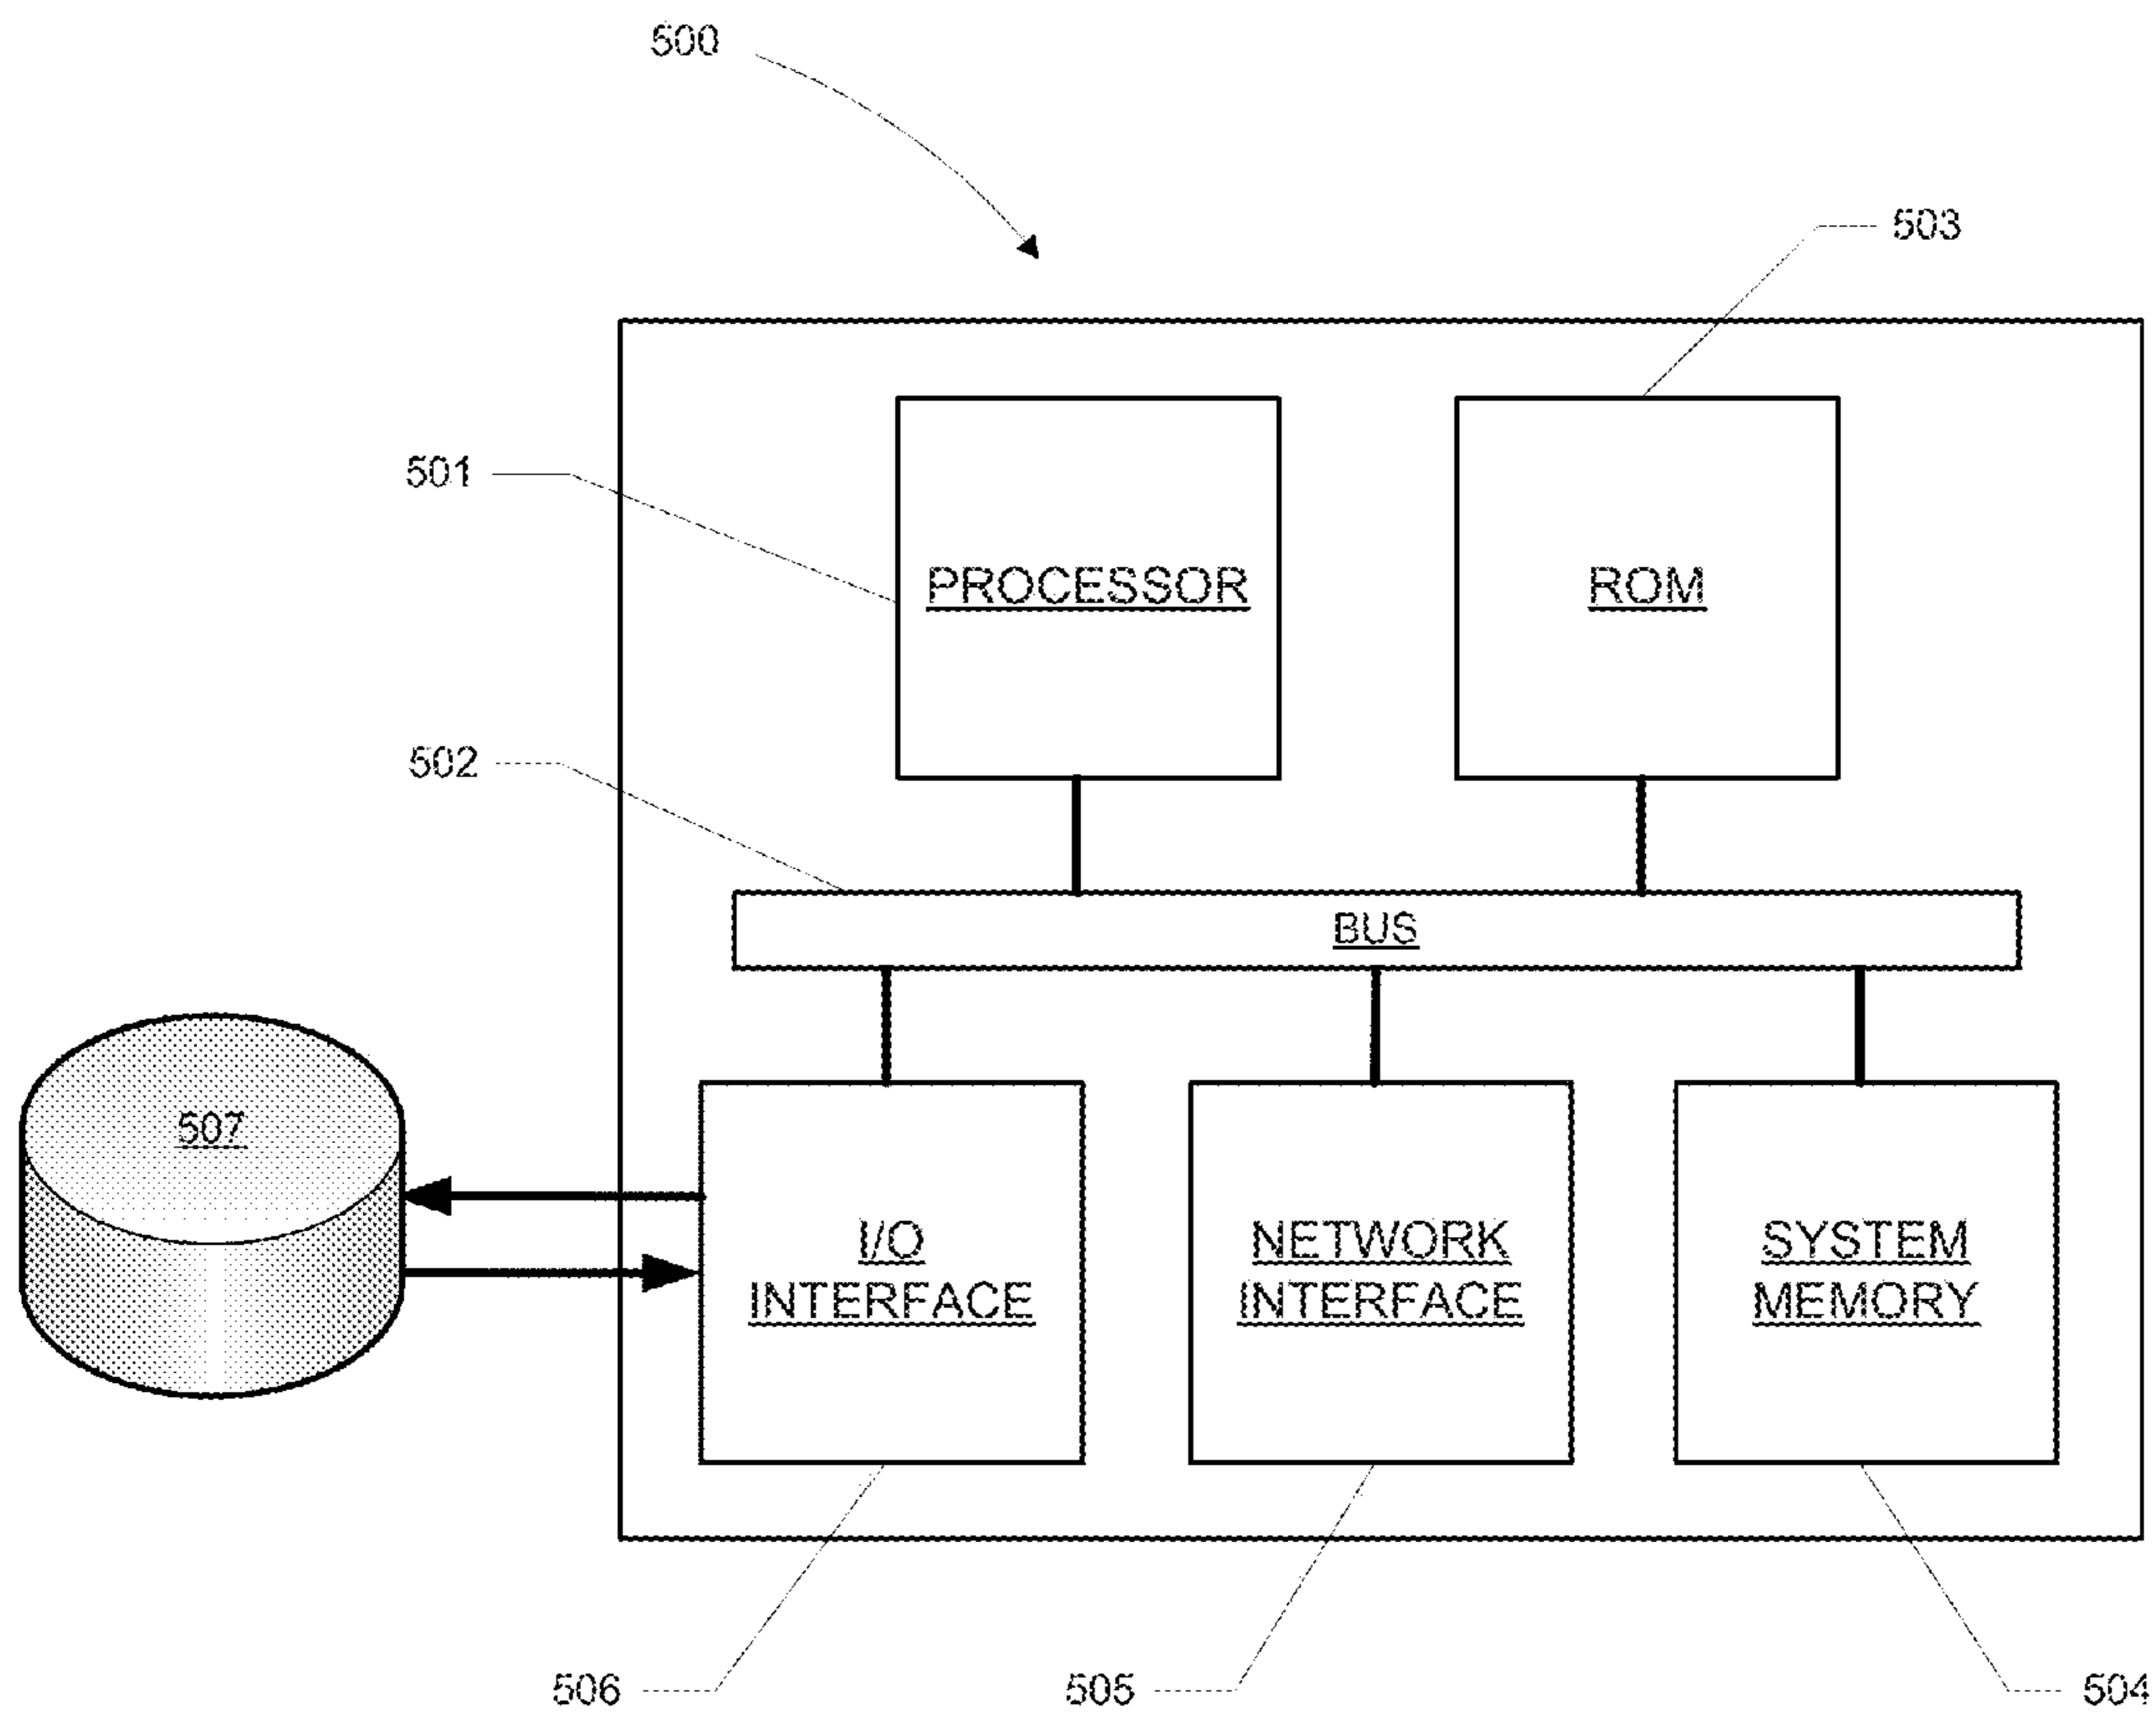 500
503
501
PROCESSOR
ROM
502
BUS
507
I/O
INTERFACE
NETWORK
INTERFACE
SYSTEM
MEMORY
506
505
504